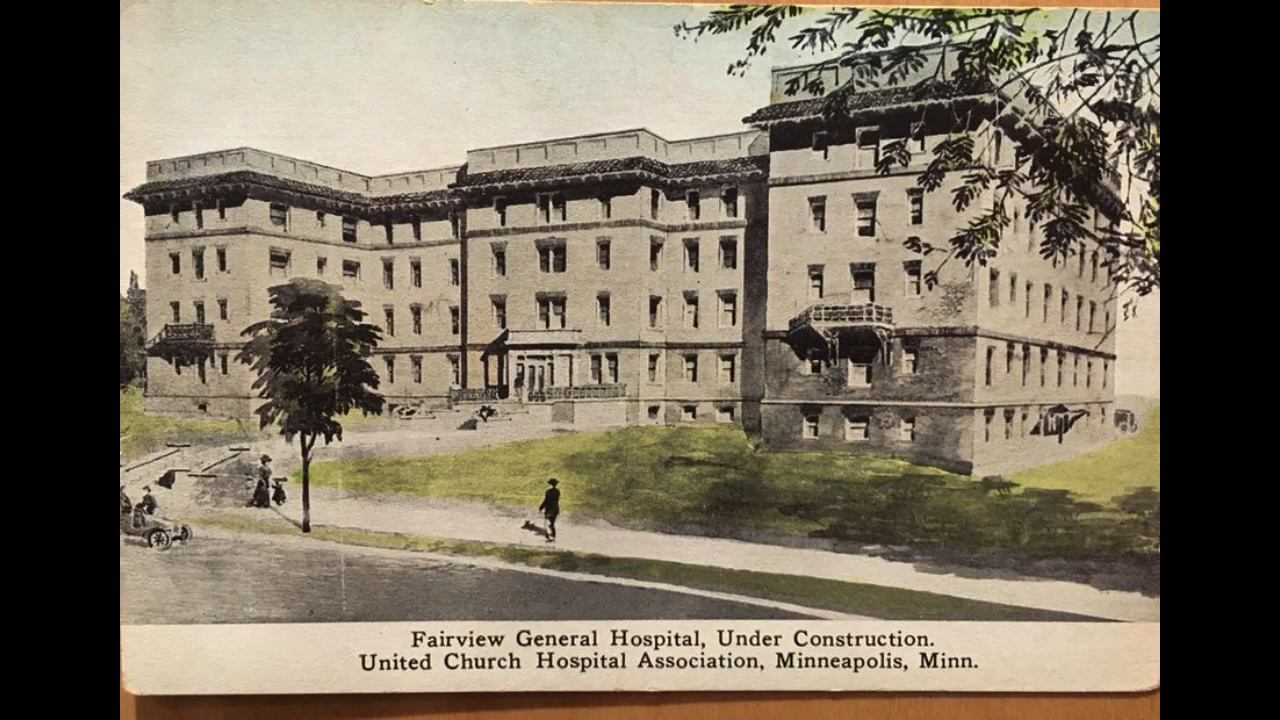 Fairview General Hospital, Under Construction.
United Church Hospital Association, Minneapolis, Minn.